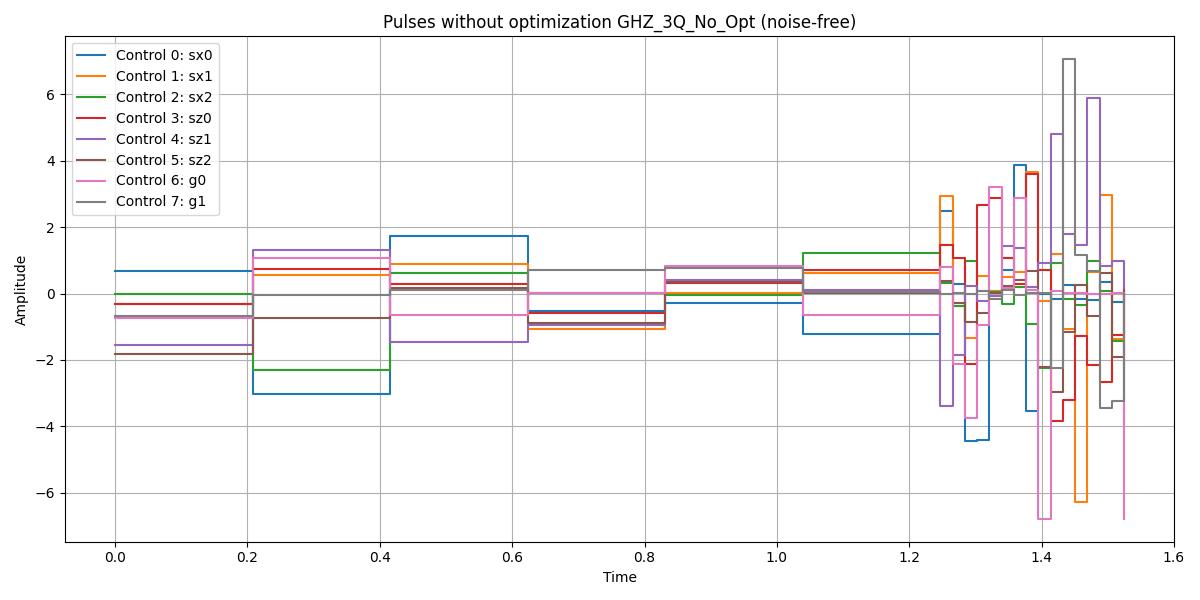 Pulses without optimization GHZ_3Q_No_Opt (noise-free)
Control 0: sx0
Control 1: sx1
Control 2: sx2
Control 3: sz0
Control 4: sz1
Control 5: sz2
Control 6: g0
Control 7: g1
Amplitude
6
4
2
0
−2
−4
−6
0.0 0.2 0.4 0.6 0.8 1.0 1.2 1.4 1.6
Time